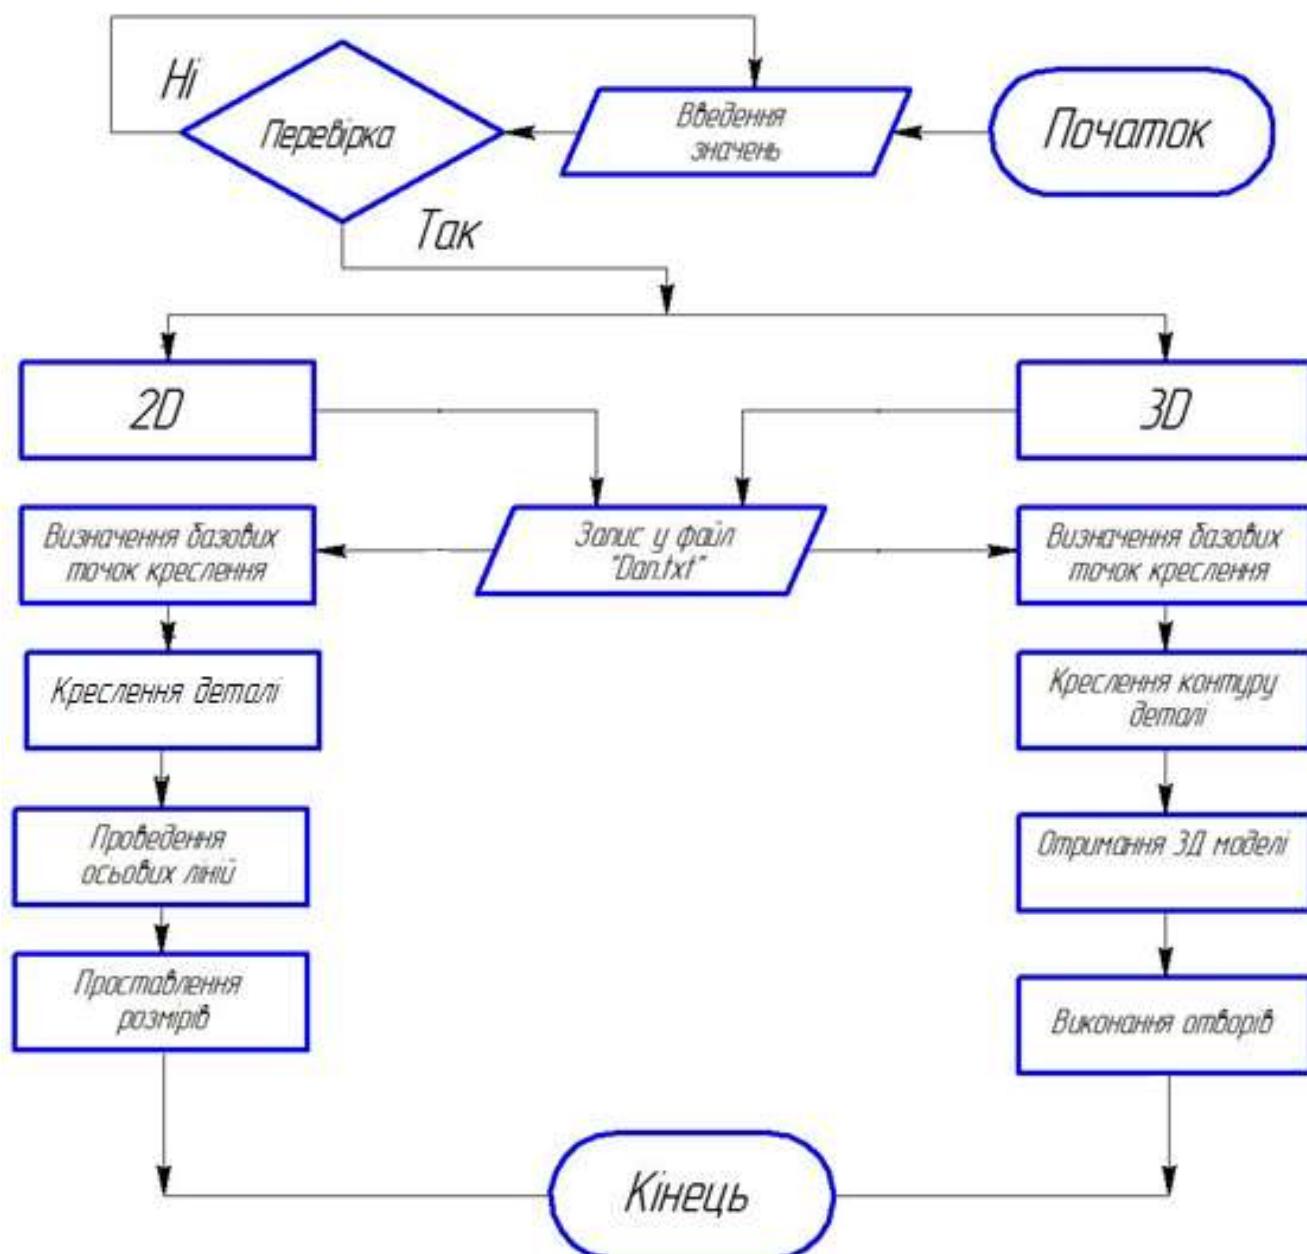 Початок
Введення
значень
Перевірка
Ні
Так
2D
3D
Запис у файл
"Dan.txt"
Визначення базових
точок креслення
Креслення деталі
Проведення
осьових ліній
Проставлення
розмірів
Визначення базових
точок креслення
Креслення контуру
деталі
Отримання 3Д моделі
Виконання отворів
Кінець